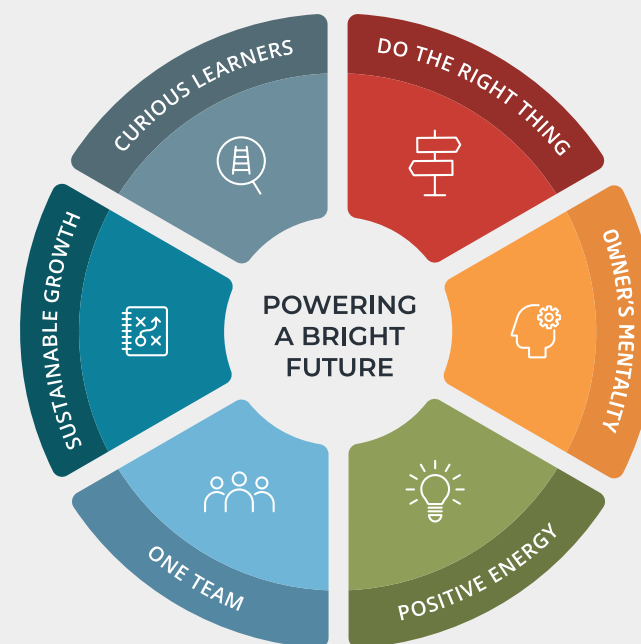 CURIOUS LEARNERS
DO THE RIGHT THING
OWNER'S MENTALITY
POSITIVE ENERGY
ONE TEAM
SUSTAINABLE GROWTH
POWERING
A BRIGHT
FUTURE